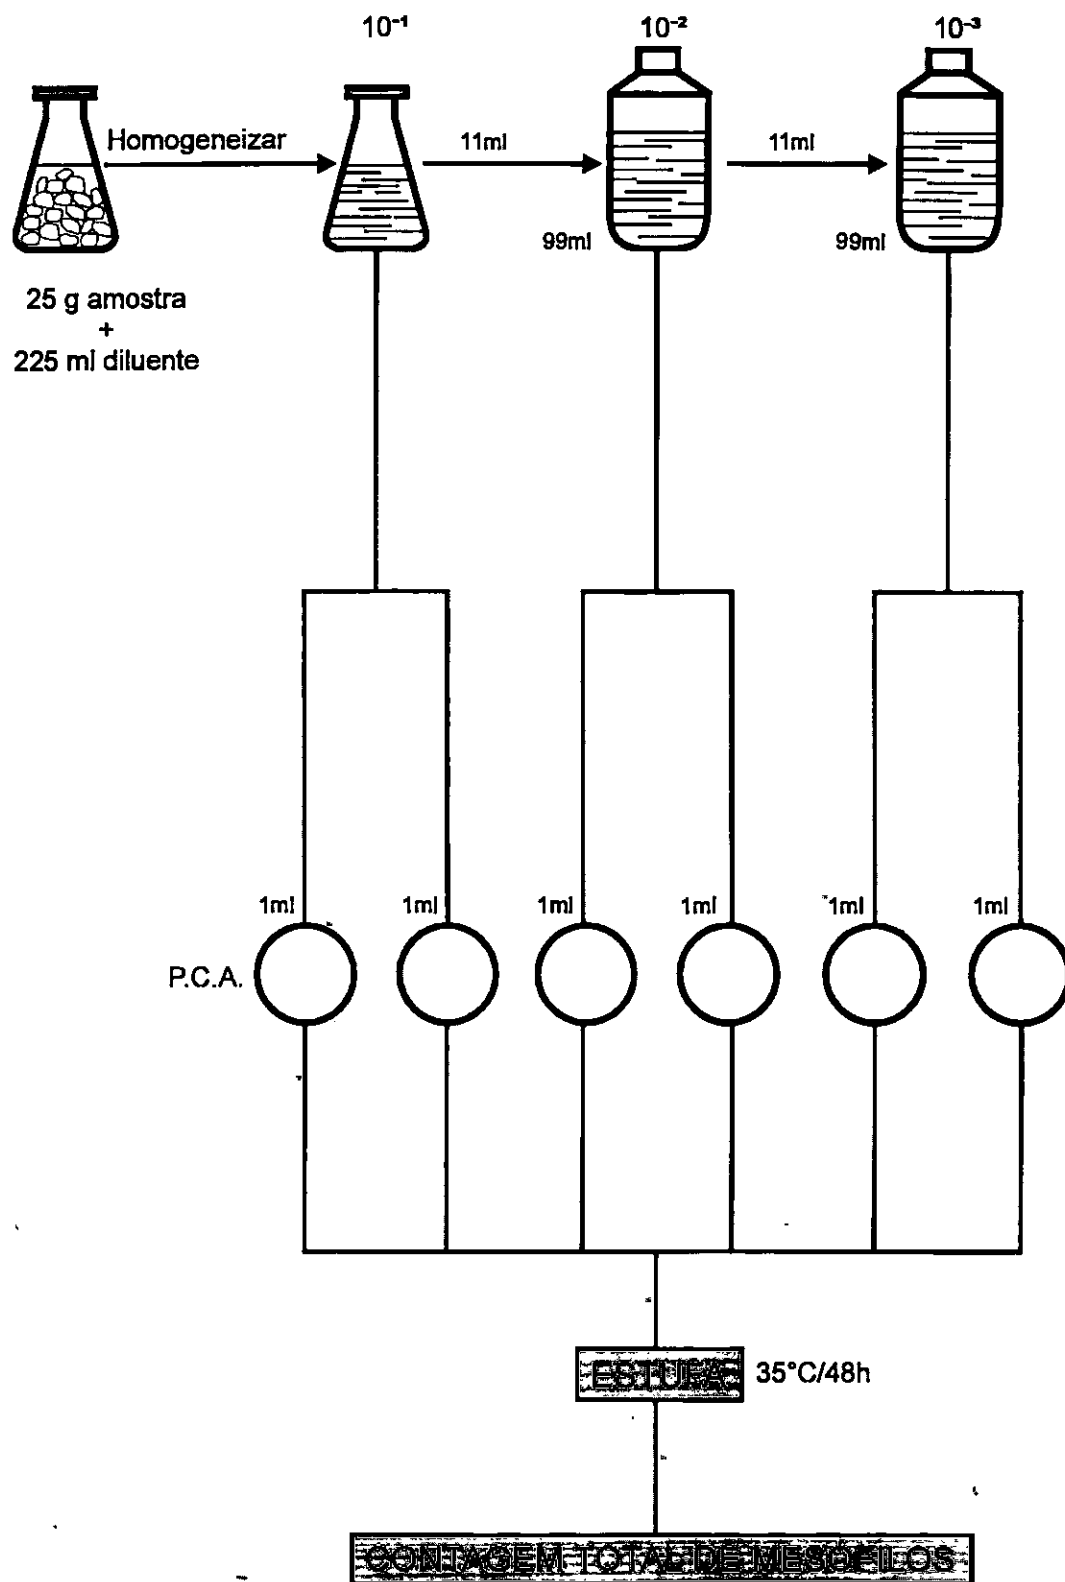 10⁻¹
10⁻²
10⁻³
Homogeneizar
11ml
11ml
99ml
99ml
25 g amostra
+
225 ml diluente
1ml
1ml
1ml
1ml
1ml
1ml
P.C.A.
ESTUFA
35°C/48h
CONTAGEM TOTAL DE MESÓFILOS